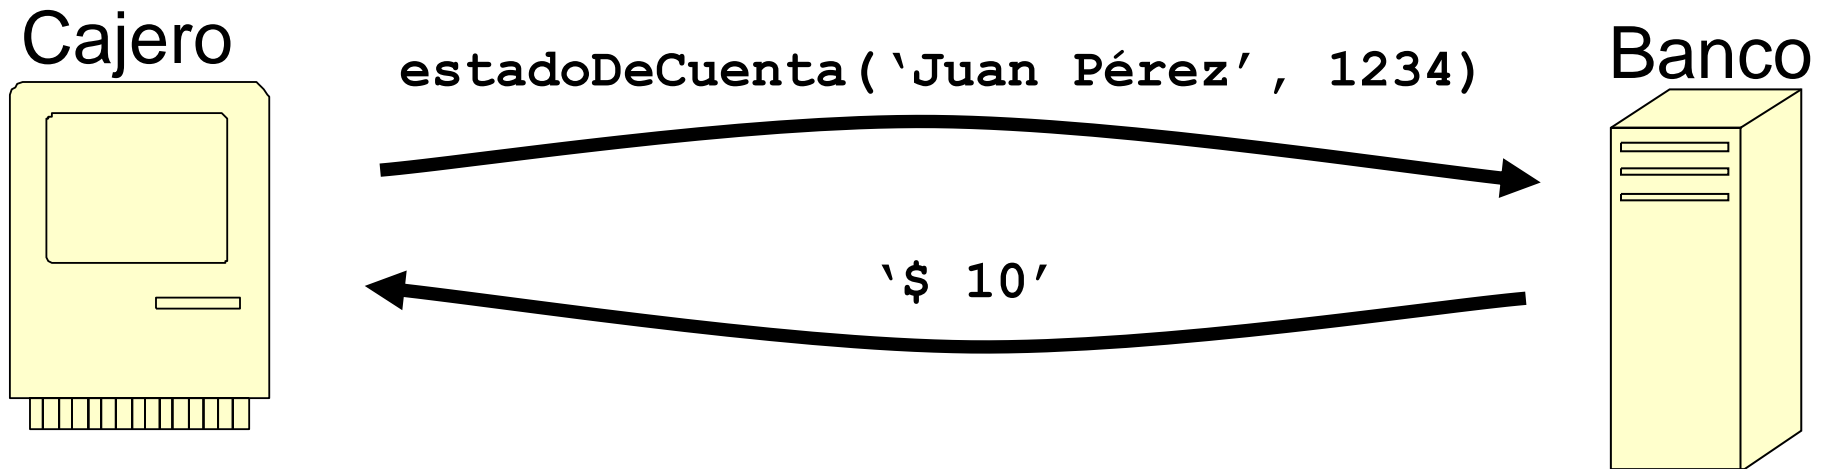 Cajero
Banco
estadoDeCuenta(‘Juan Pérez’, 1234)
‘$ 10’